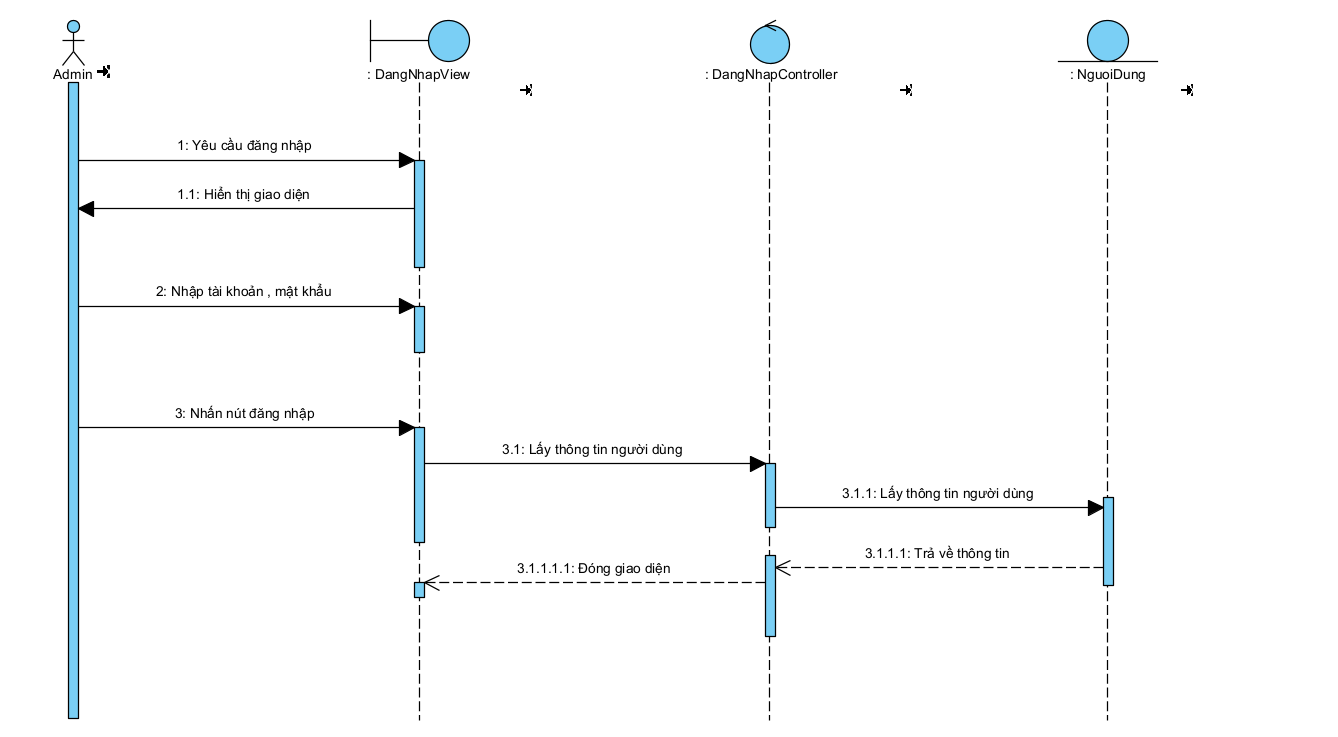 Admin
: DangNhapView
: DangNhapController
: NguoiDung
1: Yêu cầu đăng nhập
1.1: Hiển thị giao diện
2: Nhập tài khoản , mật khẩu
3: Nhấn nút đăng nhập
3.1: Lấy thông tin người dùng
3.1.1: Lấy thông tin người dùng
3.1.1.1: Trả về thông tin
3.1.1.1.1: Đóng giao diện